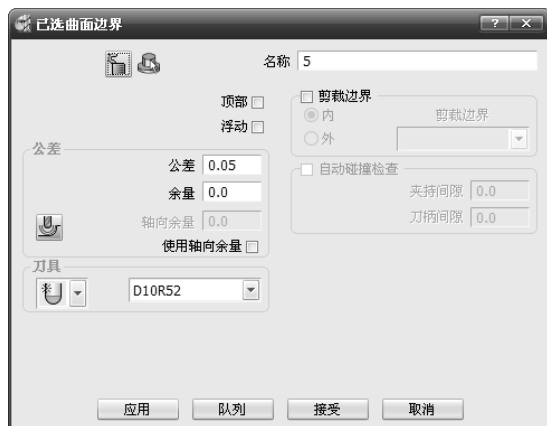 已选曲面边界
名称 5
顶部
浮动
公差
公差 0.05
余量 0.0
轴向余量 0.0
使用轴向余量
刀具
D10R52
剪裁边界
内
外
剪裁边界
自动碰撞检查
夹持间隙 0.0
刀柄间隙 0.0
应用 队列 接受 取消